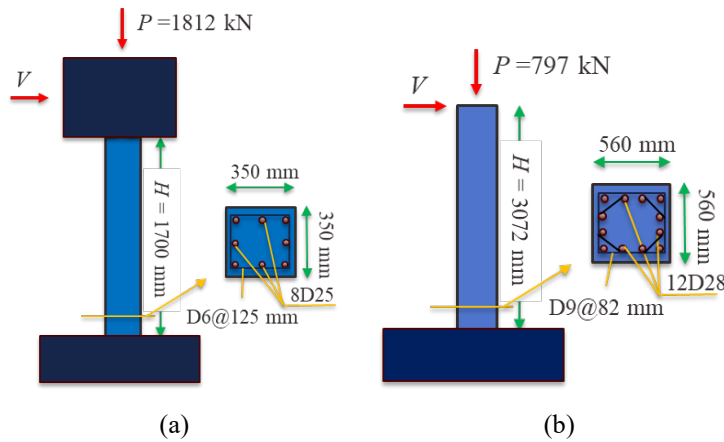 P =1812 kN
V
H = 1700 mm
350 mm
350 mm
8D25
D6@125 mm
(a)
P =797 kN
V
H = 3072 mm
560 mm
560 mm
12D28
D9@82 mm
(b)